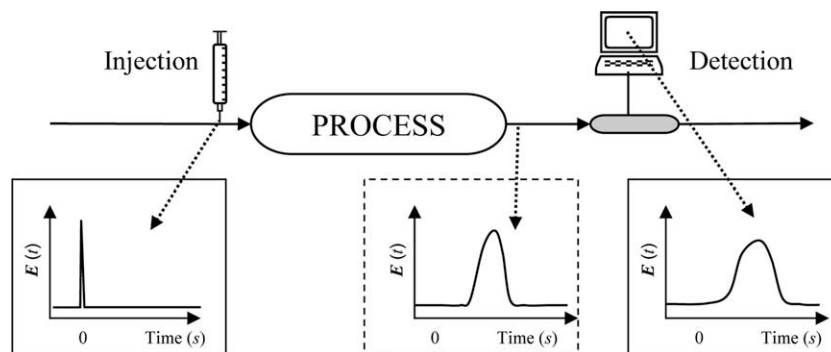 Injection
Detection
PROCESS
E (t)
0
Time (s)
E (t)
0
Time (s)
E (t)
0
Time (s)